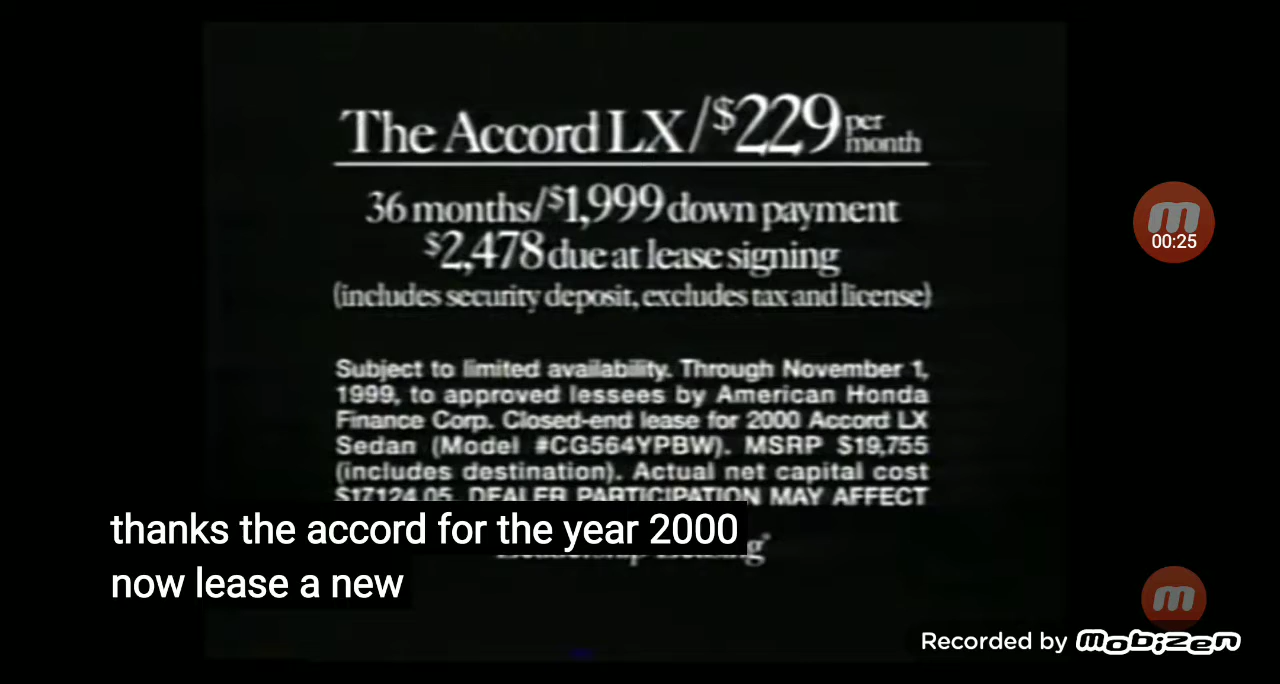 The Accord LX/$229 per month
36 months/$1,999 down payment
$2,478 due at lease signing
(includes security deposit, excludes tax and license)
Subject to limited availability. Through November 1,
1999, to approved lessees by American Honda
Finance Corp. Closed-end lease for 2000 Accord LX
Sedan (Model #CG564YPBW). MSRP $19,755
(includes destination). Actual net capital cost
$17,124.05. DEALER PARTICIPATION MAY AFFECT
thanks the accord for the year 2000
now lease a new
00:25
Recorded by mobizen